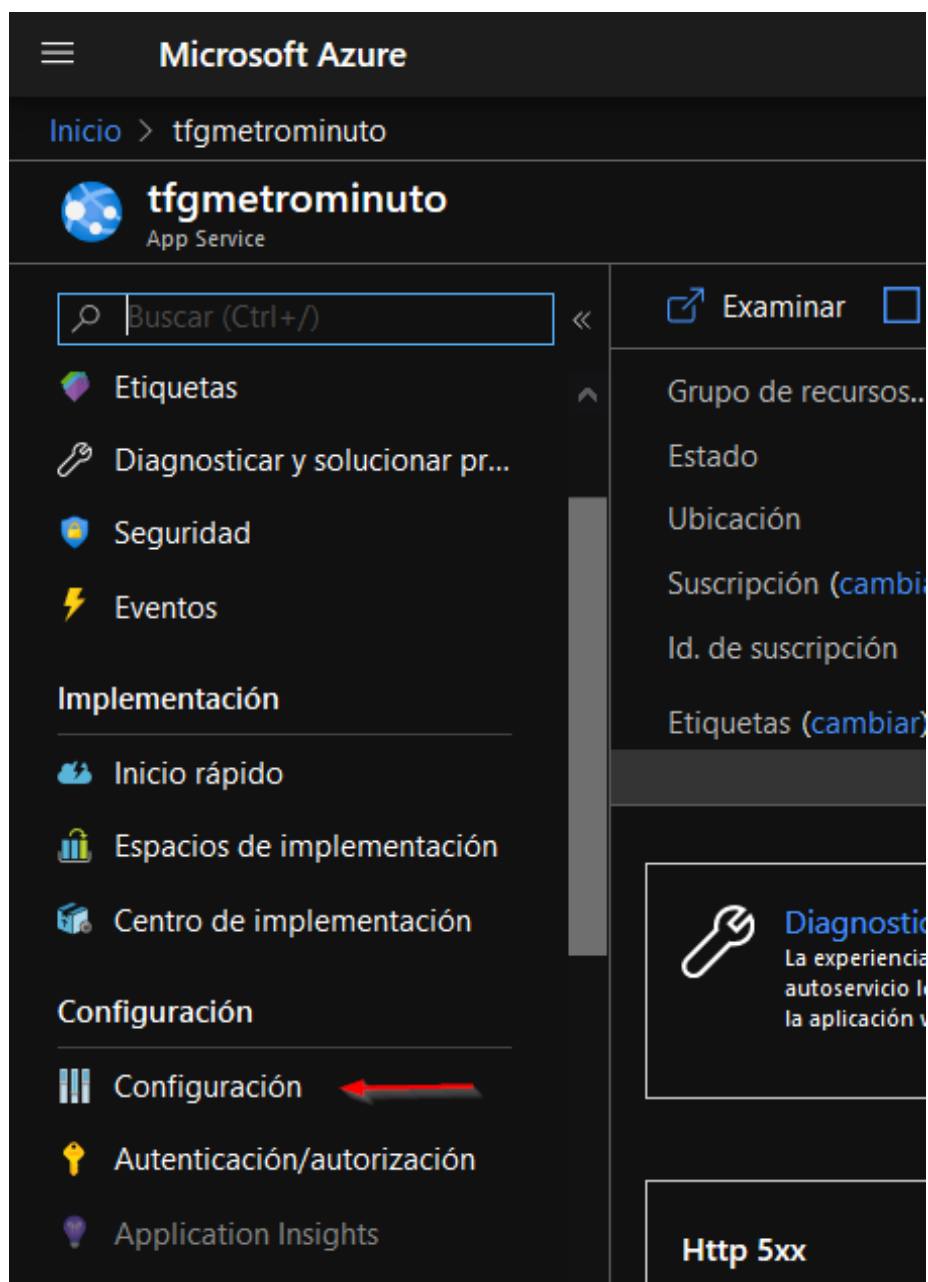 Microsoft Azure
Inicio > tfgmetrominuto
tfgmetrominuto
App Service
Buscar (Ctrl+/)
«
Etiquetas
Diagnosticar y solucionar pr...
Seguridad
Eventos
Implementación
Inicio rápido
Espacios de implementación
Centro de implementación
Configuración
Configuración
Autenticación/autorización
Application Insights
Examinar
Grupo de recursos...
Estado
Ubicación
Suscripción (cambia
Id. de suscripción
Etiquetas (cambiar)
Diagnostic
La experiencia
autoservicio l
la aplicación v
Http 5xx